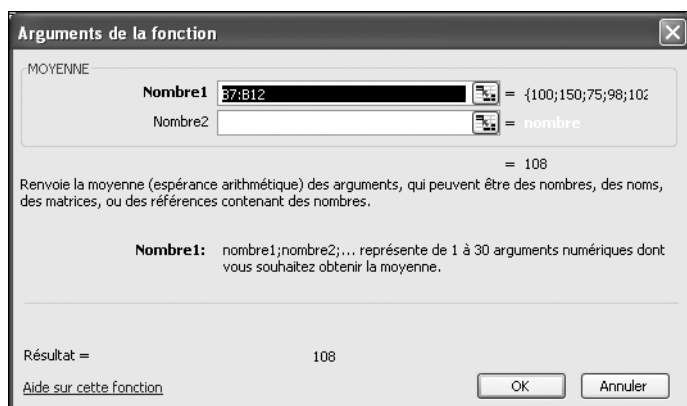 Arguments de la fonction
MOYENNE
Nombre1 B7:B12 = {100;150;75;98;102
Nombre2 = nombre
= 108
Renvoie la moyenne (espérance arithmétique) des arguments, qui peuvent être des nombres, des noms,
des matrices, ou des références contenant des nombres.
Nombre1: nombre1;nombre2;... représente de 1 à 30 arguments numériques dont
vous souhaitez obtenir la moyenne.
Résultat = 108
Aide sur cette fonction OK Annuler